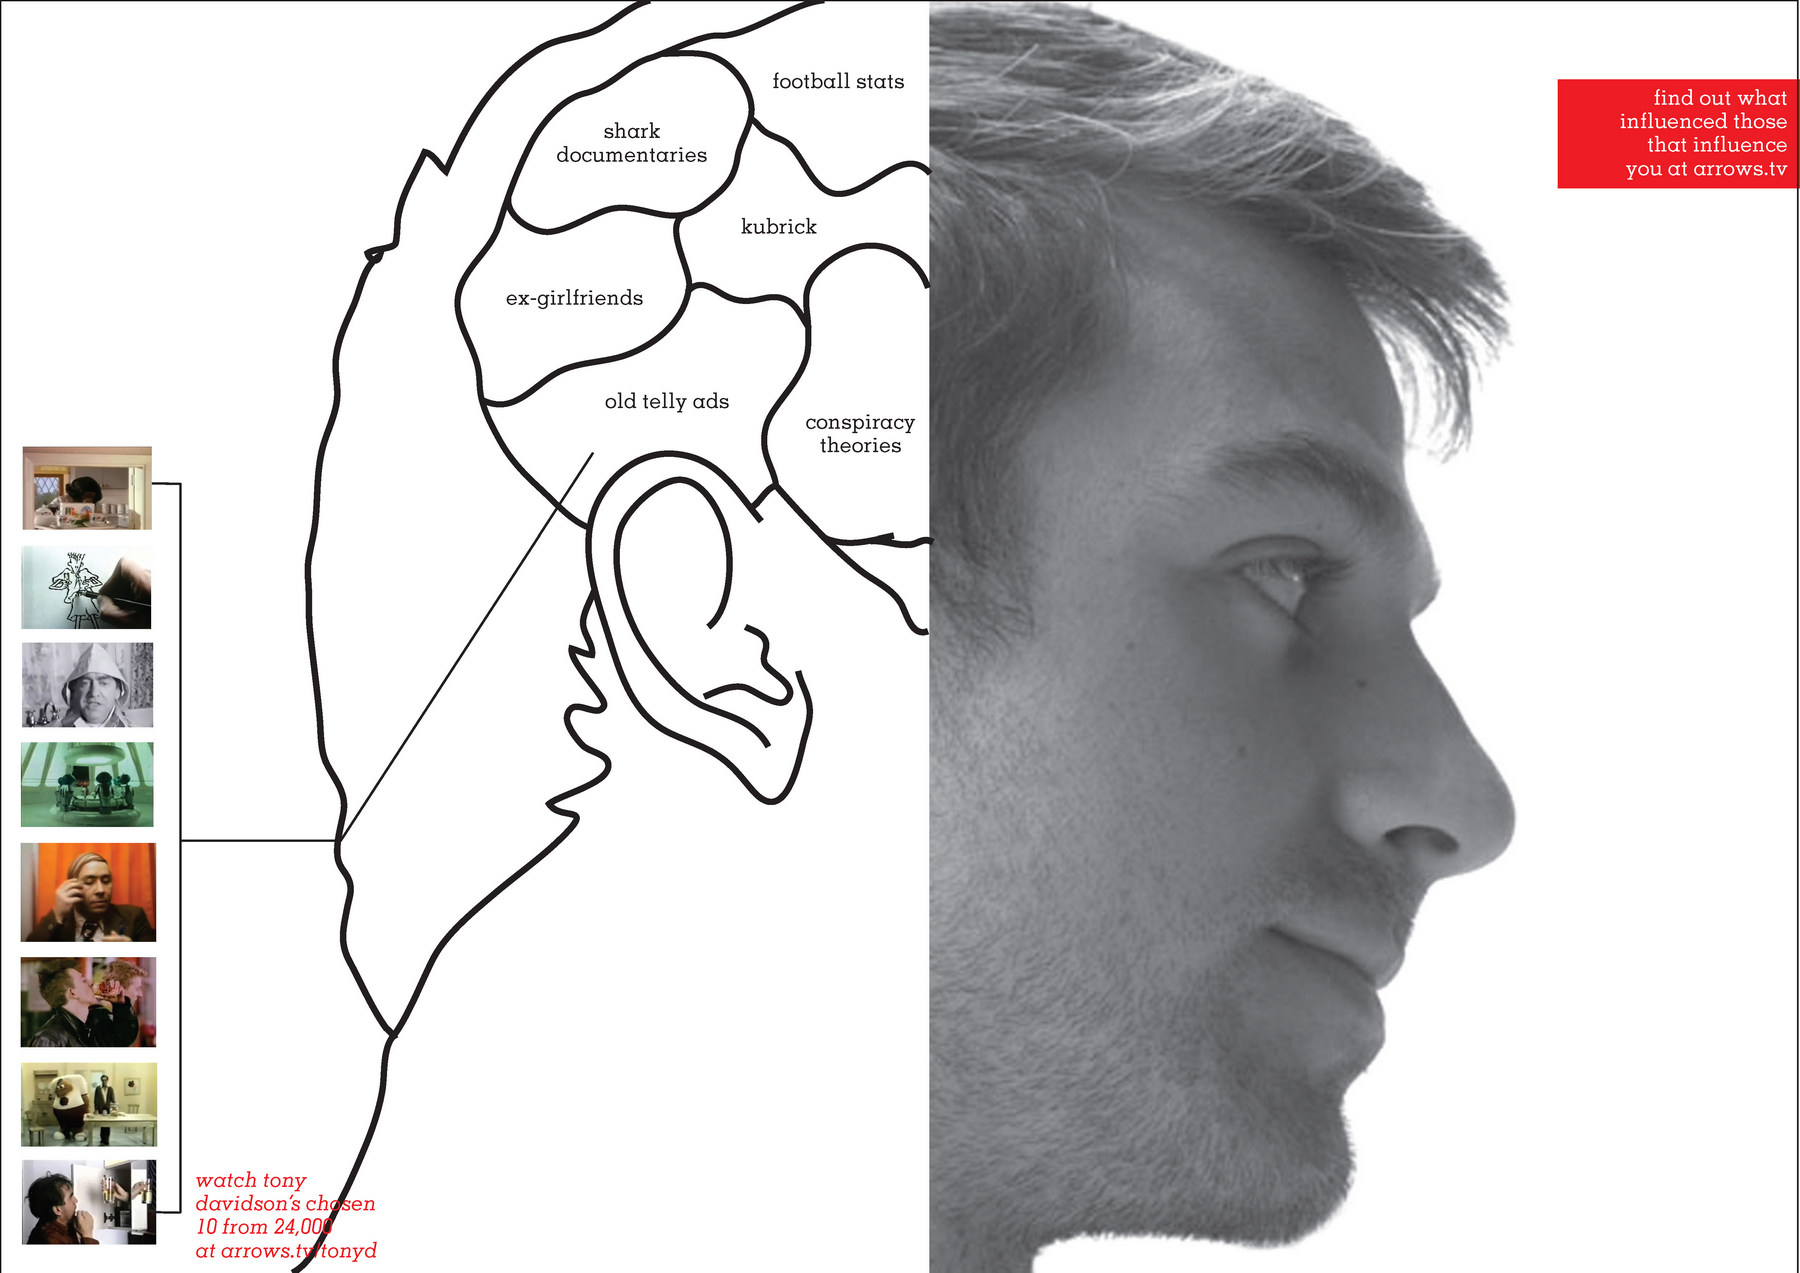 football stats
shark
documentaries
kubrick
ex-girlfriends
old telly ads
conspiracy
theories
find out what
influenced those
that influence
you at arrows.tv
watch tony
davidson's chosen
10 from 24,000
at arrows.tv/tonyd